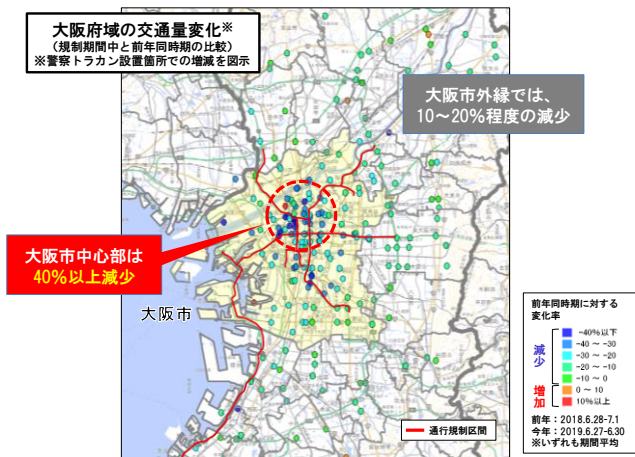 大阪府域の交通量変化※
(規制期間中と前年同時期の比較)
※警察トラカン設置箇所での増減を図示
大阪市外縁では、
10～20%程度の減少
大阪市中心部は
40%以上減少
大阪市
通行規制区間
前年同時期に対する
変化率
減少
-40%以下
-40 ～ -30
-30 ～ -20
-20 ～ -10
-10 ～ 0
増加
0 ～ 10
10%以上
前年：2018.6.28-7.1
今年：2019.6.27-6.30
※いずれも期間平均